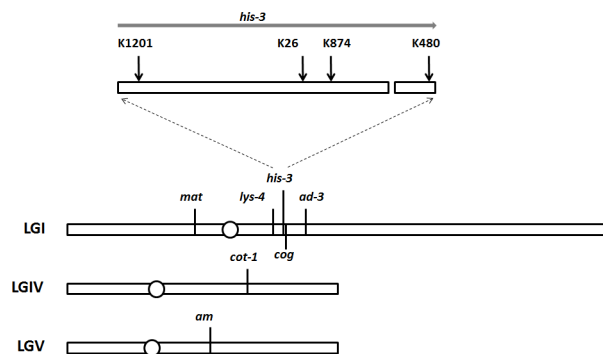 his-3
K1201 K26 K874 K480
his-3
mat lys-4 ad-3
LGI
cog
cot-1
LGIV
am
LGV